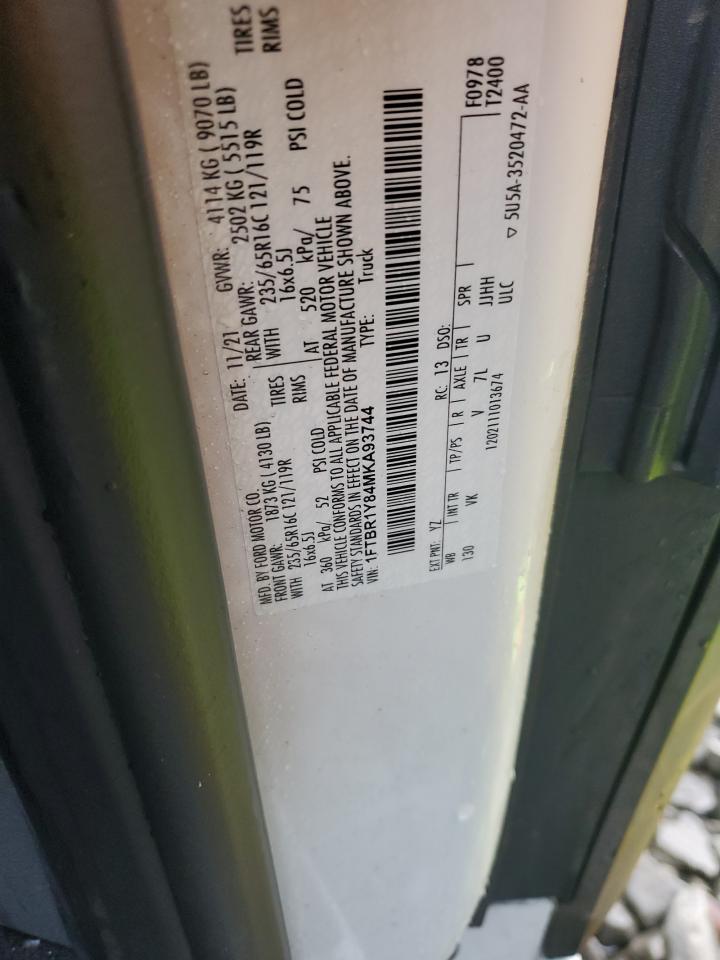 MFD. BY FORD MOTOR CO.
DATE: 11/21 GVWR: 4114 KG ( 9070 LB)
FRONT GAWR: 1873 KG ( 4130 LB) REAR GAWR: 2502 KG ( 5515 LB)
WITH 235/65R16C 121/119R TIRES WITH 235/65R16C 121/119R TIRES
16x6.5J RIMS 16x6.5J RIMS
AT 360 kPa/ 52 PSI COLD AT 520 kPa/ 75 PSI COLD
THIS VEHICLE CONFORMS TO ALL APPLICABLE FEDERAL MOTOR VEHICLE
SAFETY STANDARDS IN EFFECT ON THE DATE OF MANUFACTURE SHOWN ABOVE.
VIN: 1FTBR1Y84MKA93744 TYPE: Truck
EXT PNT: YZ RC: 13 DSO: F0978
WB INT TR TP/PS R AXLE TR SPR T2400
130 VK V 7L U JJHH
1202111013674 ULC
5U5A-3520472-AA